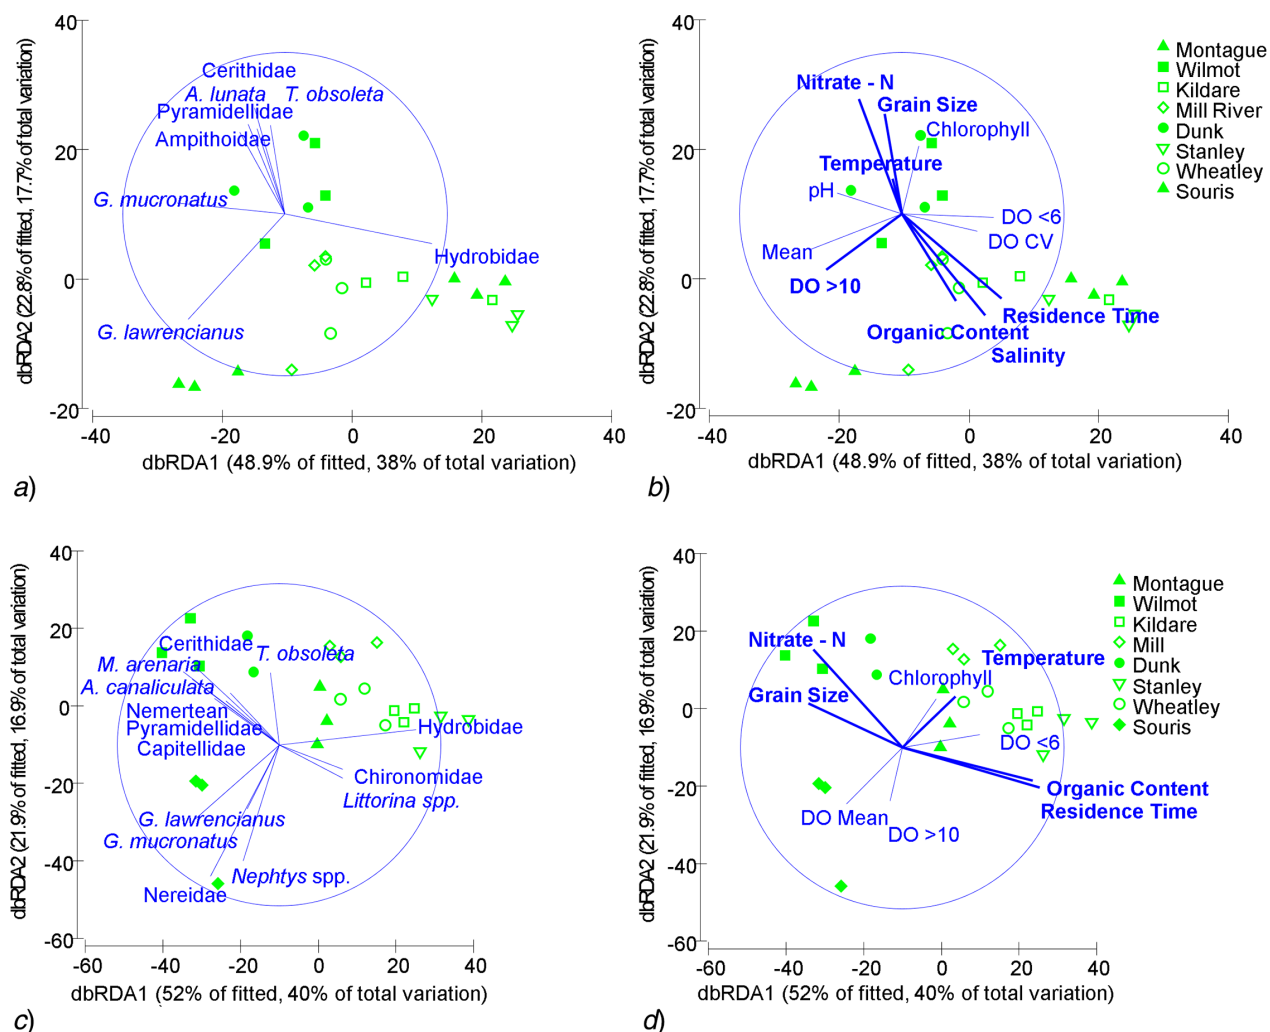 40
20
0
-20
-40
-20
0
20
40
dbRDA2 (22.8% of fitted, 17.7% of total variation)
dbRDA1 (48.9% of fitted, 38% of total variation)
Cerithidae
A. lunata
T. obsoleta
Pyramidellidae
Ampithoidae
G. mucronatus
Hydrobidae
G. lawrencianus
a)
40
20
0
-20
-40
-20
0
20
40
dbRDA2 (22.8% of fitted, 17.7% of total variation)
dbRDA1 (48.9% of fitted, 38% of total variation)
Nitrate - N
Grain Size
Chlorophyll
Temperature
pH
DO <6
DO CV
Mean
DO >10
Residence Time
Organic Content
Salinity
Montague
Wilmot
Kildare
Mill River
Dunk
Stanley
Wheatley
Souris
b)
40
20
0
-20
-40
-60
-60
-40
-20
0
20
40
dbRDA2 (21.9% of fitted, 16.9% of total variation)
dbRDA1 (52% of fitted, 40% of total variation)
Cerithidae
T. obsoleta
M. arenaria
A. canaliculata
Nemertean
Pyramidellidae
Capitellidae
Hydrobidae
Chironomidae
Littorina spp.
G. lawrencianus
G. mucronatus
Nephtys spp.
Nereidae
c)
40
20
0
-20
-40
-60
-60
-40
-20
0
20
40
dbRDA2 (21.9% of fitted, 16.9% of total variation)
dbRDA1 (52% of fitted, 40% of total variation)
Nitrate - N
Temperature
Chlorophyll
Grain Size
DO <6
Organic Content
Residence Time
DO Mean
DO >10
Montague
Wilmot
Kildare
Mill
Dunk
Stanley
Wheatley
Souris
d)